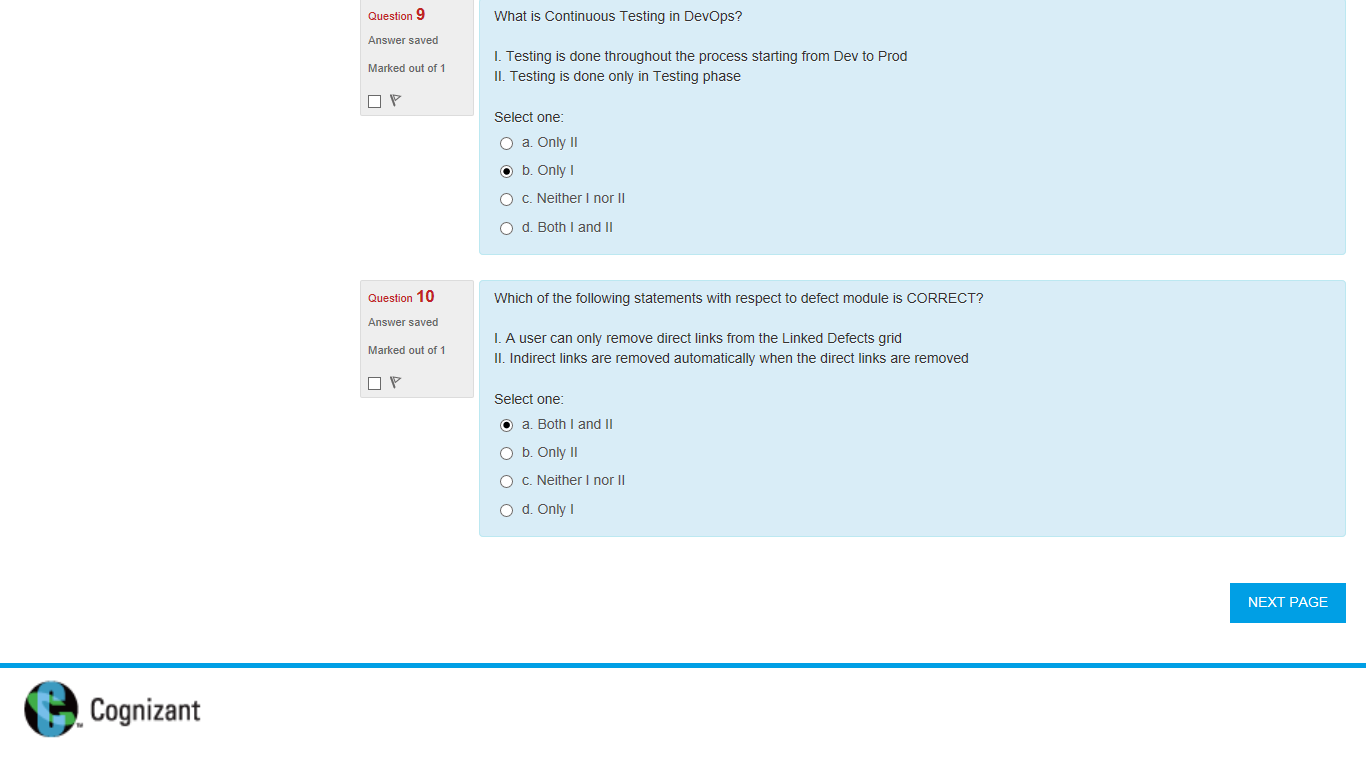 Question 9
Answer saved
Marked out of 1
What is Continuous Testing in DevOps?
I. Testing is done throughout the process starting from Dev to Prod
II. Testing is done only in Testing phase
Select one:
a. Only II
b. Only I
c. Neither I nor II
d. Both I and II
Question 10
Answer saved
Marked out of 1
Which of the following statements with respect to defect module is CORRECT?
I. A user can only remove direct links from the Linked Defects grid
II. Indirect links are removed automatically when the direct links are removed
Select one:
a. Both I and II
b. Only II
c. Neither I nor II
d. Only I
NEXT PAGE
Cognizant